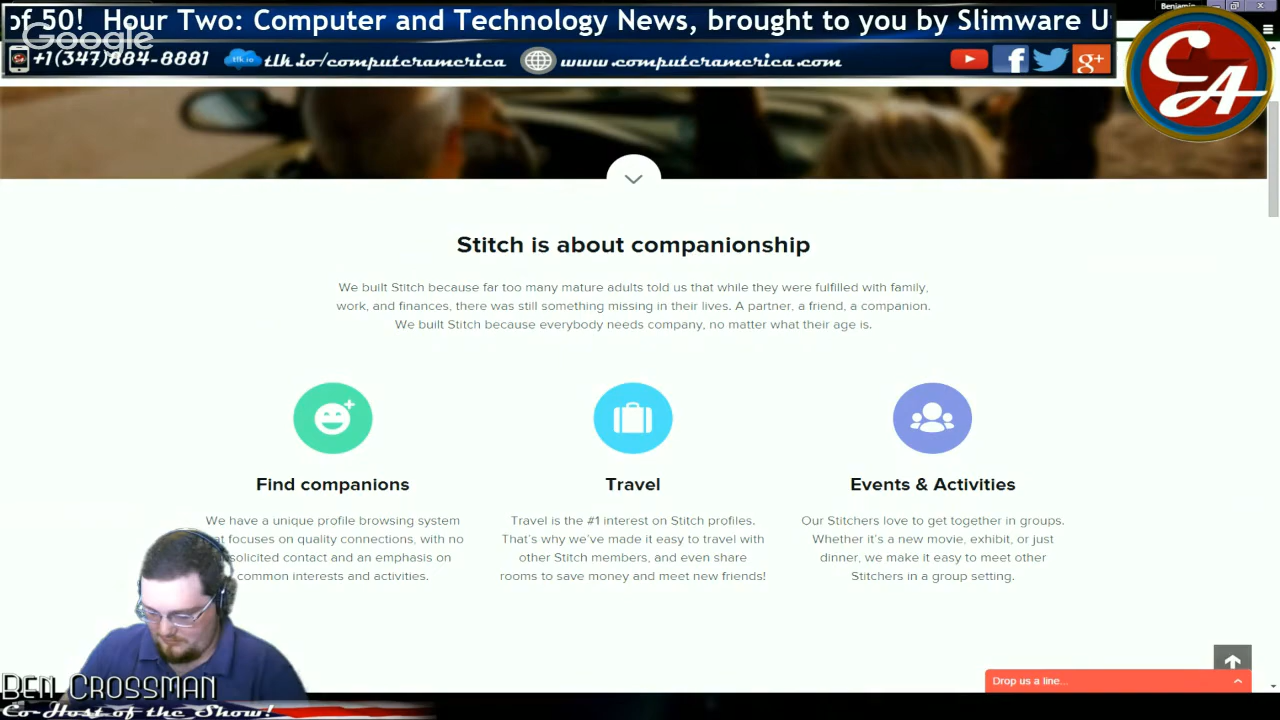 of 50! Hour Two: Computer and Technology News, brought to you by Slimware U
Benjamin
Google
+1(347)884-8881 tlk.io tlk.io/computeramerica www.computeramerica.com f g+
CA
Stitch is about companionship
We built Stitch because far too many mature adults told us that while they were fulfilled with family,
work, and finances, there was still something missing in their lives. A partner, a friend, a companion.
We built Stitch because everybody needs company, no matter what their age is.
Find companions
We have a unique profile browsing system
at focuses on quality connections, with no
solicited contact and an emphasis on
common interests and activities.
Travel
Travel is the #1 interest on Stitch profiles.
That's why we've made it easy to travel with
other Stitch members, and even share
rooms to save money and meet new friends!
Events & Activities
Our Stitchers love to get together in groups.
Whether it's a new movie, exhibit, or just
dinner, we make it easy to meet other
Stitchers in a group setting.
Drop us a line...
Ben Crossman
Co-Host of the Show!